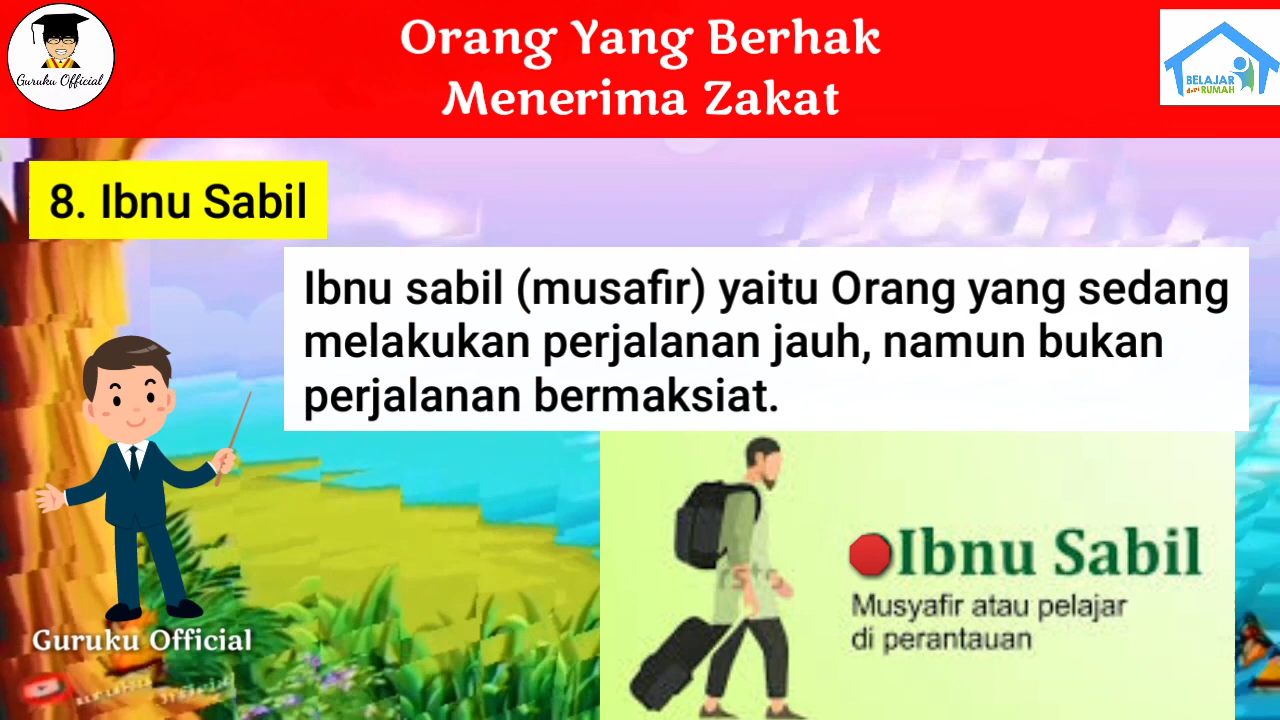 Orang Yang Berhak
Menerima Zakat
Guruku Official
BELAJAR
dari RUMAH
8. Ibnu Sabil
Ibnu sabil (musafir) yaitu Orang yang sedang
melakukan perjalanan jauh, namun bukan
perjalanan bermaksiat.
Ibnu Sabil
Musyafir atau pelajar
di perantauan
Guruku Official